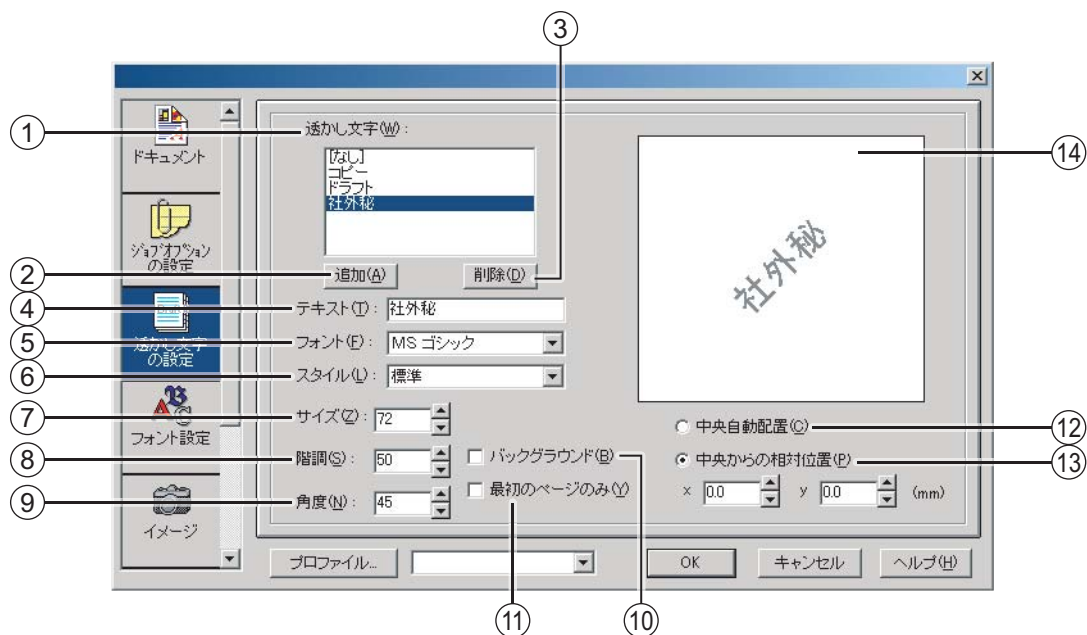 ③
①
透かし文字(W):
[なし]
コピー
ドラフト
社外秘
②
追加(A)
削除(D)
④
テキスト(T): 社外秘
⑤
フォント(F): MS ゴシック
⑥
スタイル(L): 標準
⑦
サイズ(Z): 72
⑧
階調(S): 50
バックグラウンド(B)
⑨
角度(N): 45
最初のページのみ(Y)
ドキュメント
ジョブオプション
の設定
Draft
透かし文字
の設定
フォント設定
イメージ
社外秘
⑭
中央自動配置(C)
⑫
中央からの相対位置(P)
⑬
x 0.0 y 0.0 (mm)
プロファイル...
OK
キャンセル
ヘルプ(H)
⑪
⑩